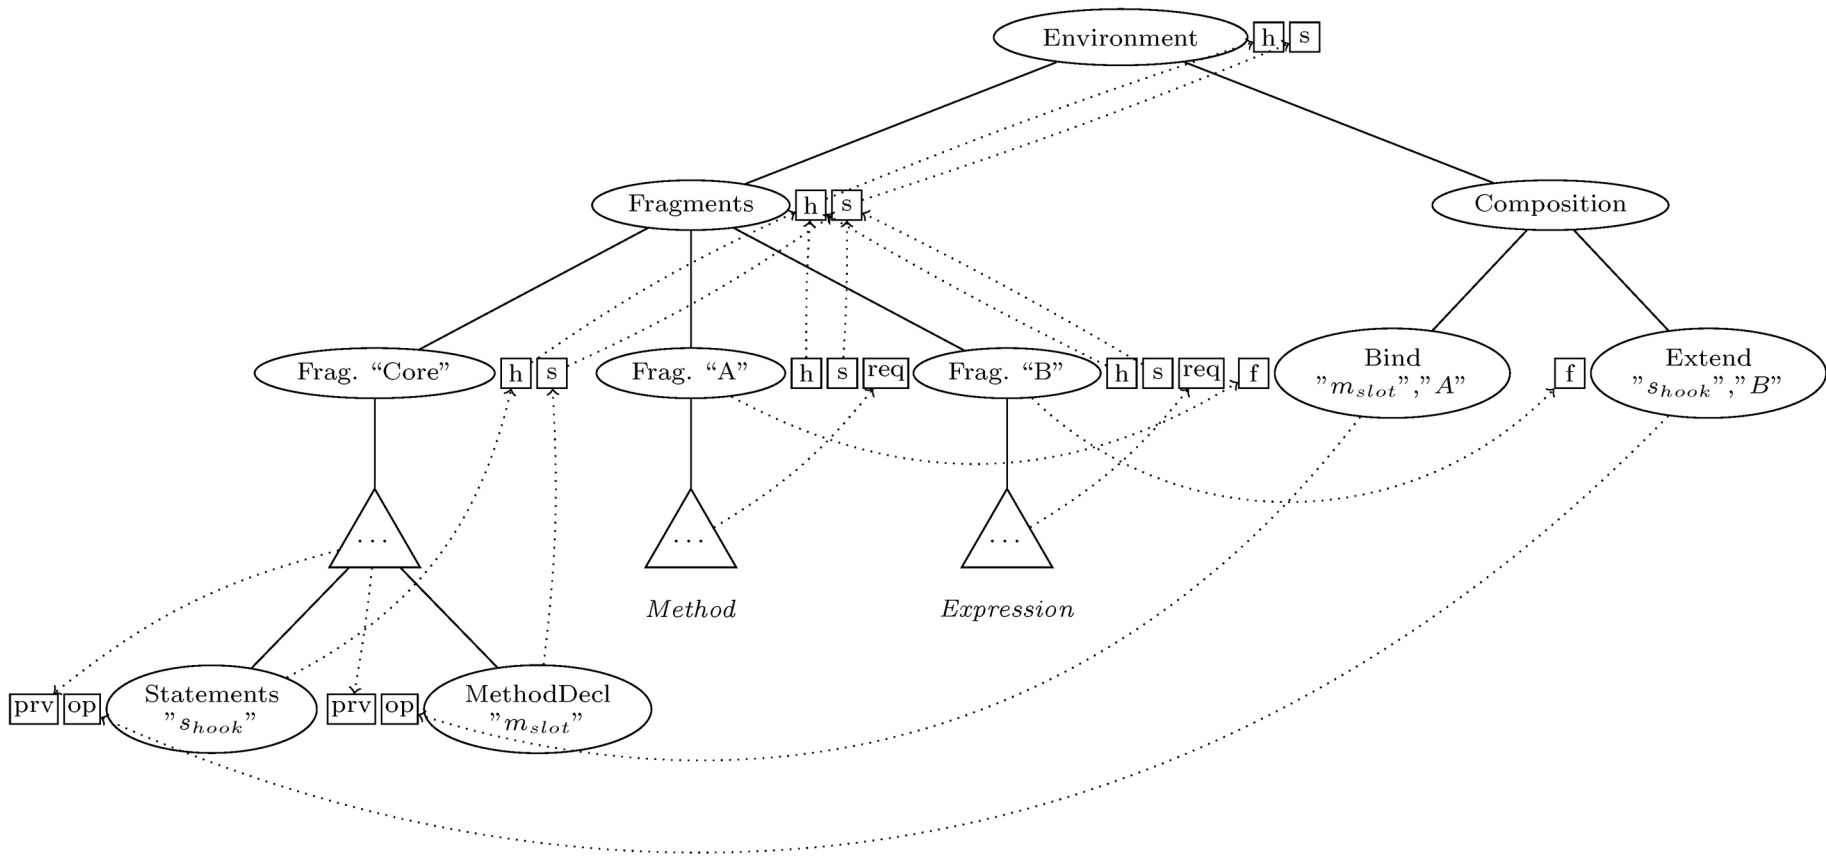 Environment h s
Fragments h s Composition
Frag. “Core” h s Frag. “A” h s req Frag. “B” h s req f Bind f Extend
"m_slot","A" "s_hook","B"
... ... ...
Method Expression
prv op Statements prv op MethodDecl
"s_hook" "m_slot"